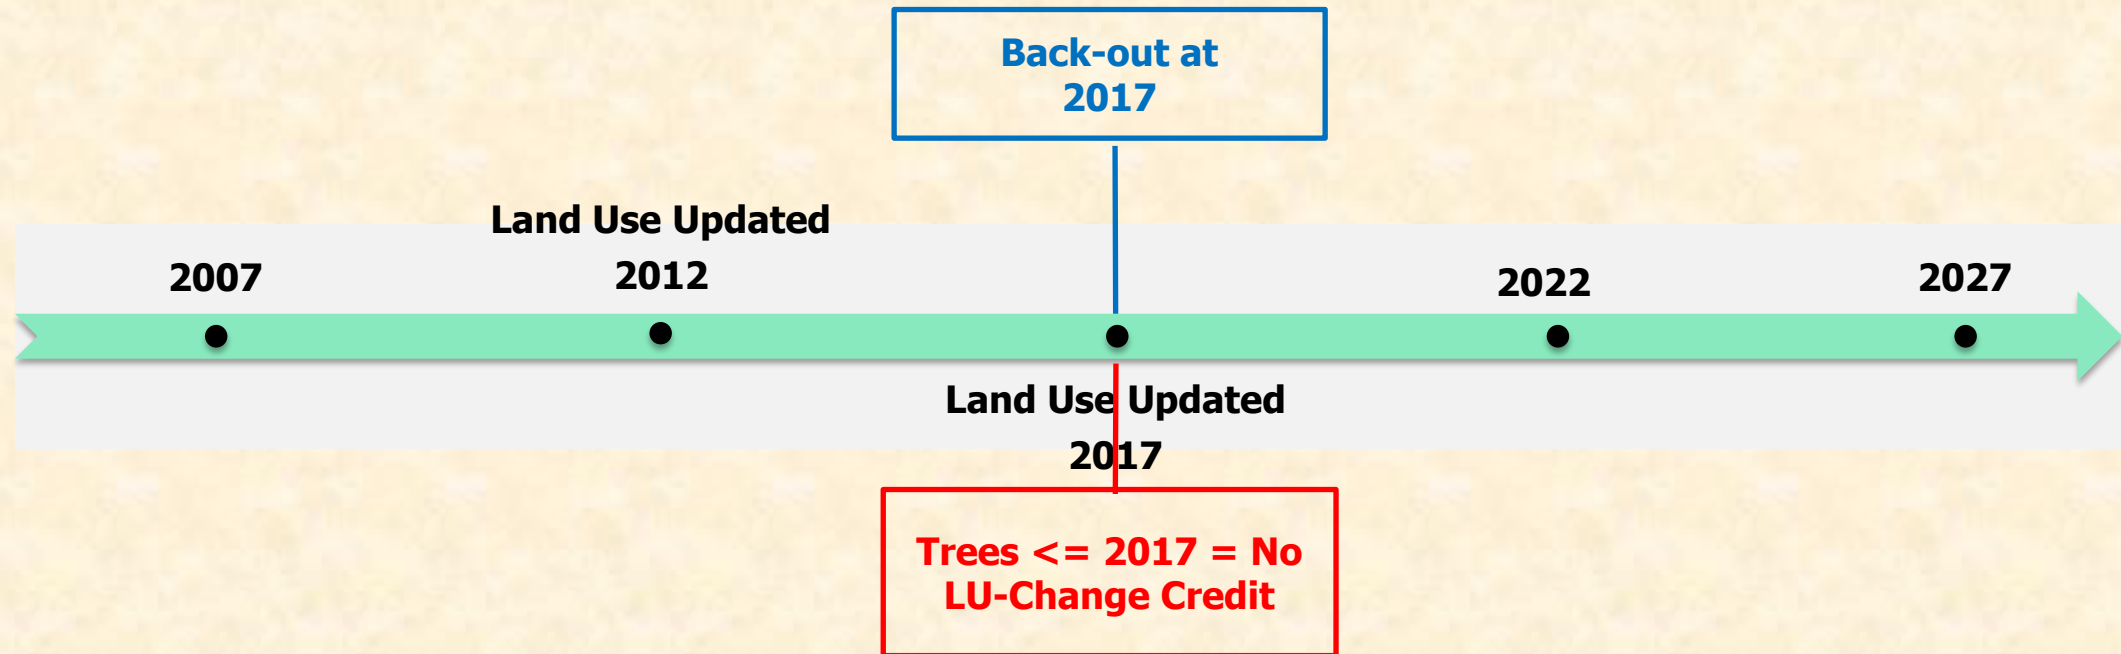 Back-out at
2017
Land Use Updated
2007
2012
2022
2027
Land Use Updated
2017
Trees <= 2017 = No
LU-Change Credit